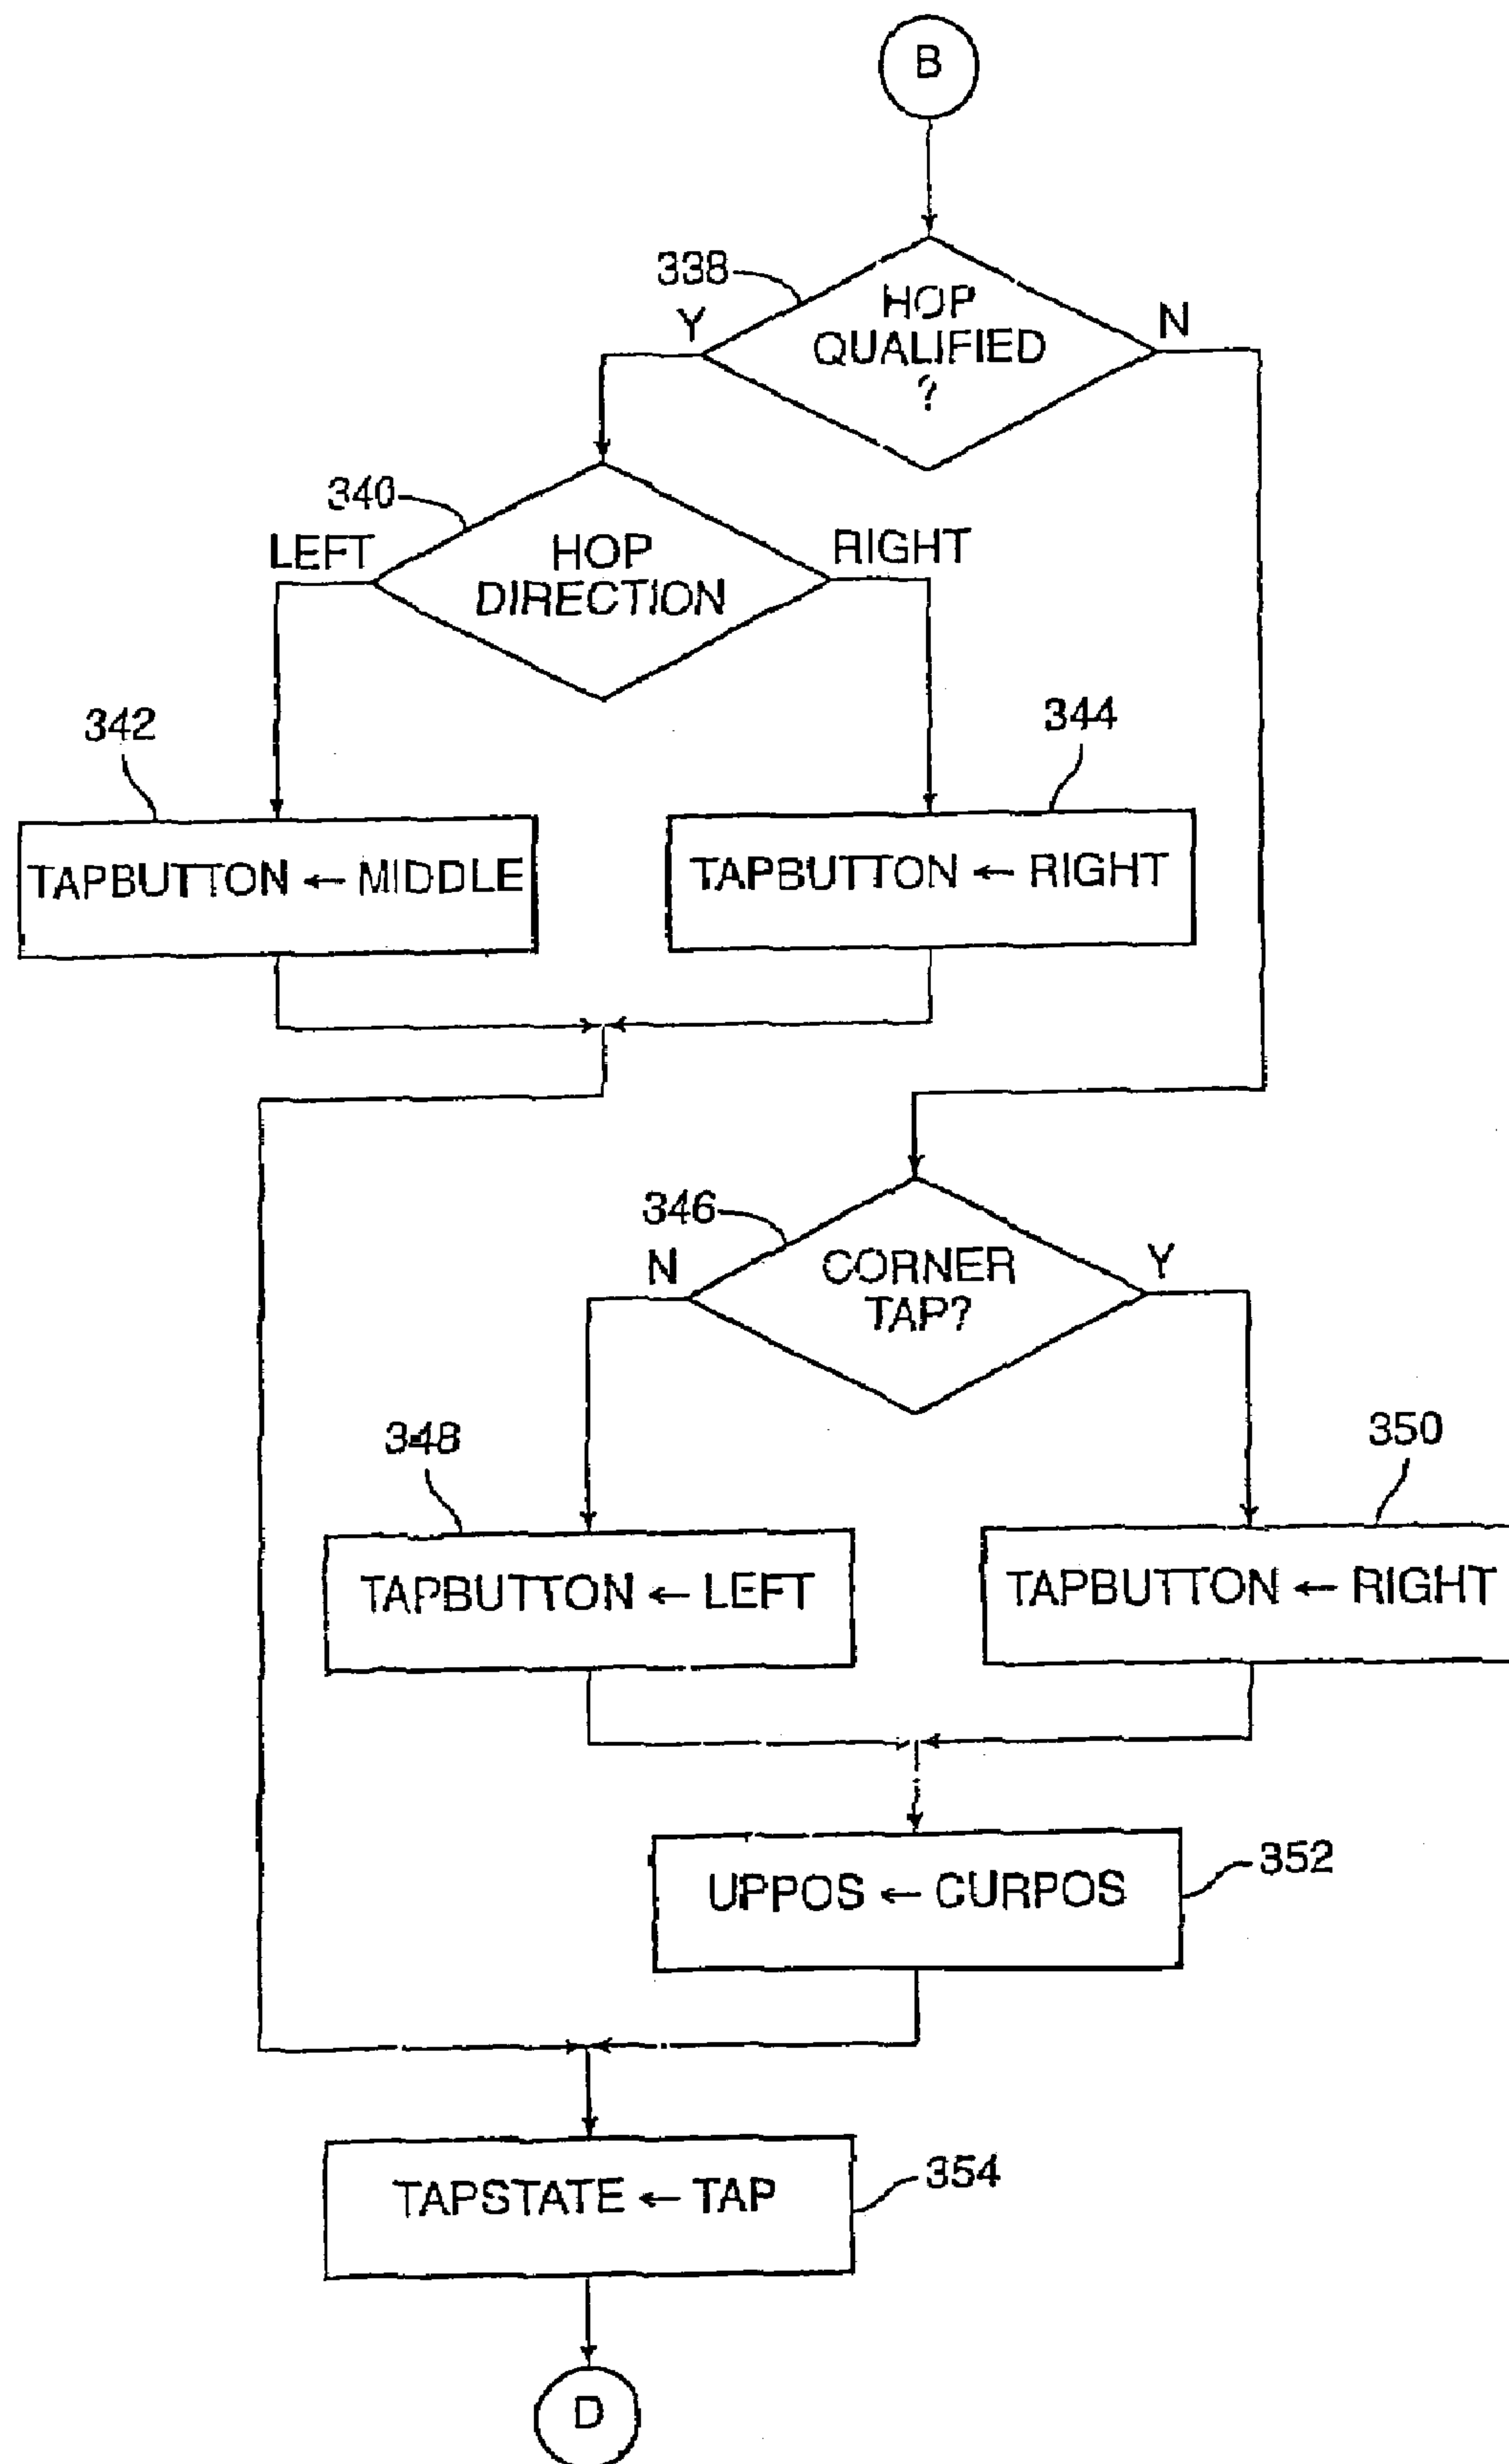 B
338
HOP
QUALIFIED
?
Y
N
340
HOP
DIRECTION
LEFT
RIGHT
342
344
TAPBUTTON ← MIDDLE
TAPBUTTON ← RIGHT
346
CORNER
TAP?
N
Y
348
350
TAPBUTTON ← LEFT
TAPBUTTON ← RIGHT
UPPOS ← CURPOS
352
TAPSTATE ← TAP
354
D